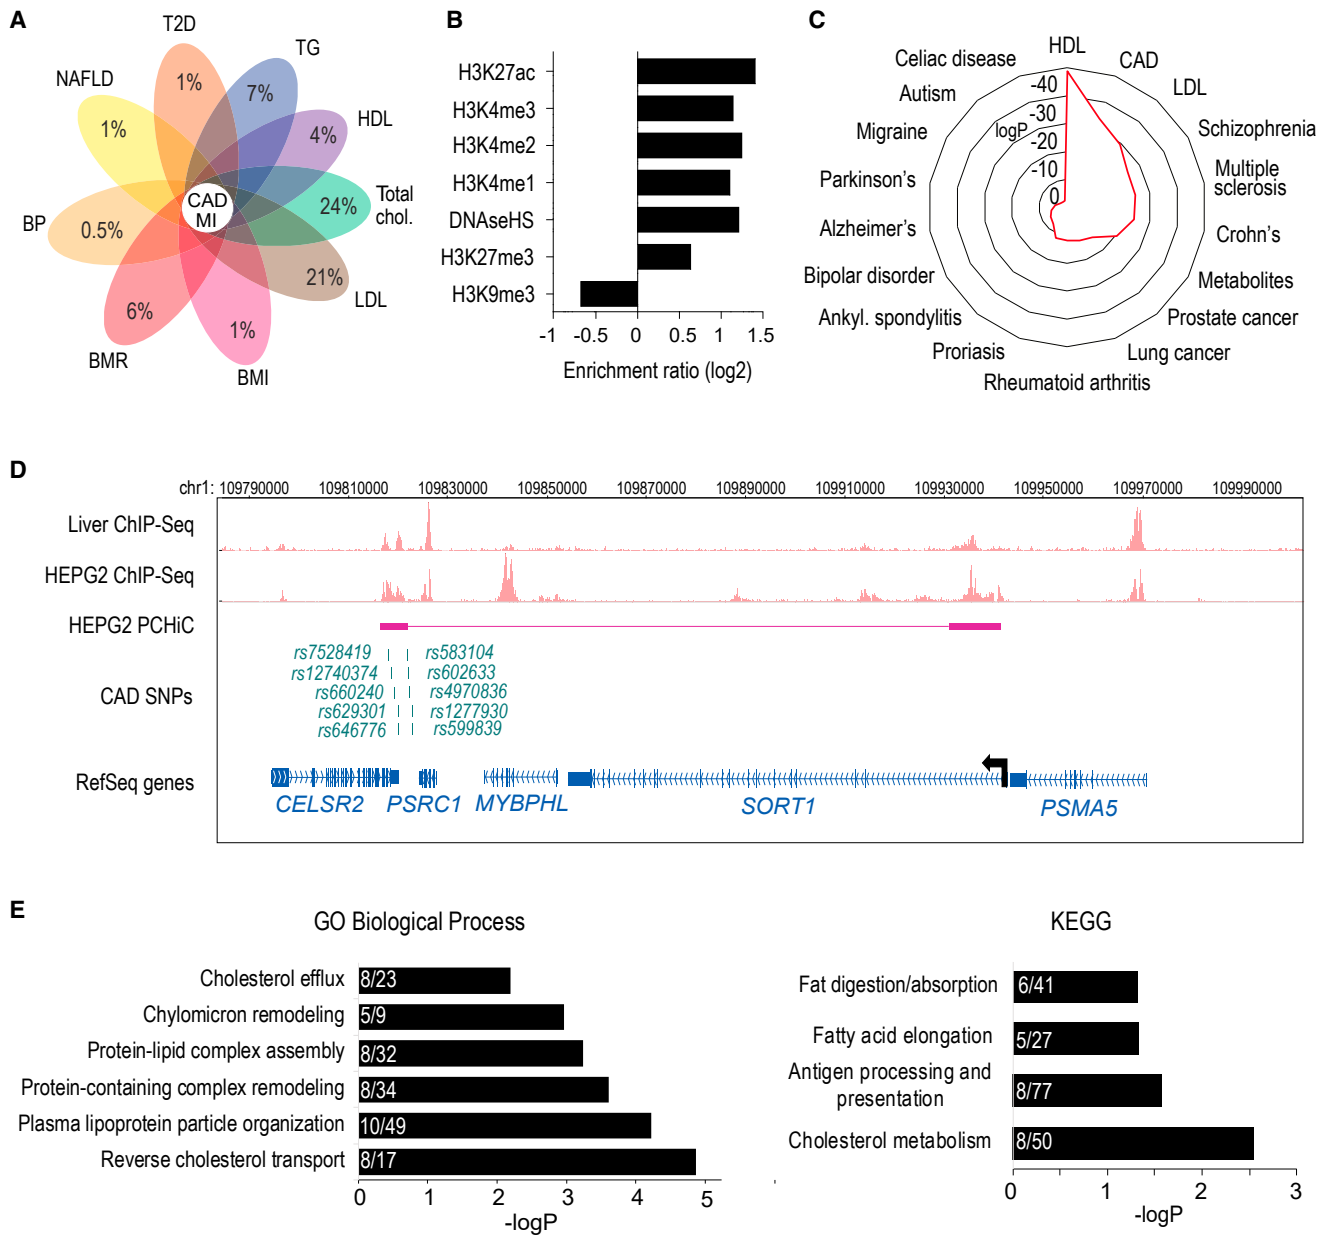 A
T2D
TG
NAFLD
HDL
1%
7%
1%
4%
CAD
MI
Total
chol.
24%
BP
0.5%
21%
LDL
6%
1%
BMR
BMI
B
H3K27ac
H3K4me3
H3K4me2
H3K4me1
DNAseHS
H3K27me3
H3K9me3
-1 -0.5 0 0.5 1 1.5
Enrichment ratio (log2)
C
HDL
CAD
LDL
Schizophrenia
Multiple
sclerosis
Crohn's
Metabolites
Prostate cancer
Lung cancer
Rheumatoid arthritis
Proriasis
Ankyl. spondylitis
Bipolar disorder
Alzheimer's
Parkinson's
Migraine
Autism
Celiac disease
-40
-30
logP
-20
-10
0
D
chr1: 109790000 109810000 109830000 109850000 109870000 109890000 109910000 109930000 109950000 109970000 109990000
Liver ChIP-Seq
HEPG2 ChIP-Seq
HEPG2 PCHiC
CAD SNPs
rs7528419 rs583104
rs12740374 rs602633
rs660240 rs4970836
rs629301 rs1277930
rs646776 rs599839
RefSeq genes
CELSR2 PSRC1 MYBPHL SORT1 PSMA5
E
GO Biological Process
Cholesterol efflux 8/23
Chylomicron remodeling 5/9
Protein-lipid complex assembly 8/32
Protein-containing complex remodeling 8/34
Plasma lipoprotein particle organization 10/49
Reverse cholesterol transport 8/17
0 1 2 3 4 5
-logP
KEGG
Fat digestion/absorption 6/41
Fatty acid elongation 5/27
Antigen processing and
presentation 8/77
Cholesterol metabolism 8/50
0 1 2 3
-logP